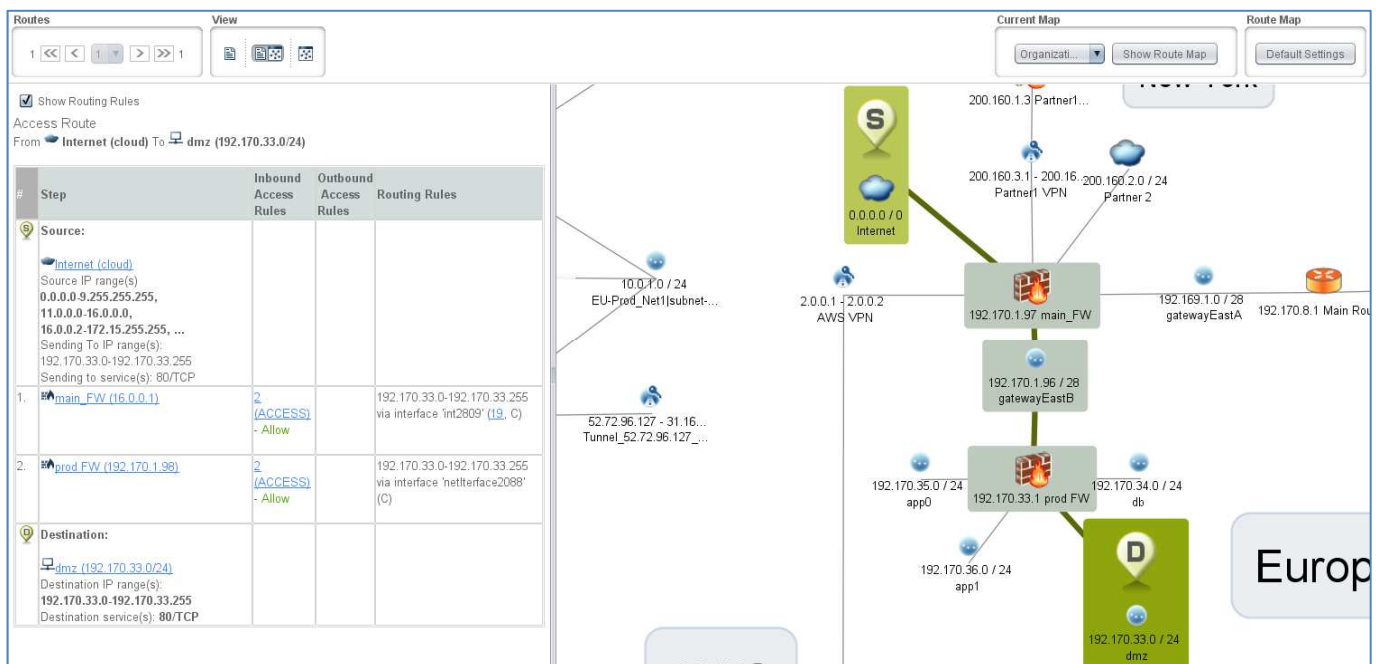 Routes
View
Current Map
Route Map
1
1
1
Organizati...
Show Route Map
Default Settings
Show Routing Rules
Access Route
From Internet (cloud) To dmz (192.170.33.0/24)
#
Step
Inbound
Access
Rules
Outbound
Access
Rules
Routing Rules
S
Source:
Internet (cloud)
Source IP range(s)
0.0.0.0-9.255.255.255,
11.0.0.0-16.0.0.0,
16.0.0.2-172.15.255.255, ...
Sending To IP range(s):
192.170.33.0-192.170.33.255
Sending to service(s): 80/TCP
1.
main_FW (16.0.0.1)
2
(ACCESS)
- Allow
192.170.33.0-192.170.33.255
via interface 'int2809' (19, C)
2.
prod FW (192.170.1.98)
2
(ACCESS)
- Allow
192.170.33.0-192.170.33.255
via interface 'netIterface2088'
(C)
D
Destination:
dmz (192.170.33.0/24)
Destination IP range(s):
192.170.33.0-192.170.33.255
Destination service(s): 80/TCP
200.160.1.3 Partner1...
New York
S
0.0.0.0 / 0
Internet
200.160.3.1 - 200.16...
Partner1 VPN
200.160.2.0 / 24
Partner 2
10.0.1.0 / 24
EU-Prod_Net1|subnet-...
2.0.0.1 - 2.0.0.2
AWS VPN
192.170.1.97 main_FW
192.169.1.0 / 28
gatewayEastA
192.170.8.1 Main Rou
192.170.1.96 / 28
gatewayEastB
52.72.96.127 - 31.16...
Tunnel_52.72.96.127_...
192.170.35.0 / 24
app0
192.170.33.1 prod FW
192.170.34.0 / 24
db
192.170.36.0 / 24
app1
D
192.170.33.0 / 24
dmz
Europ